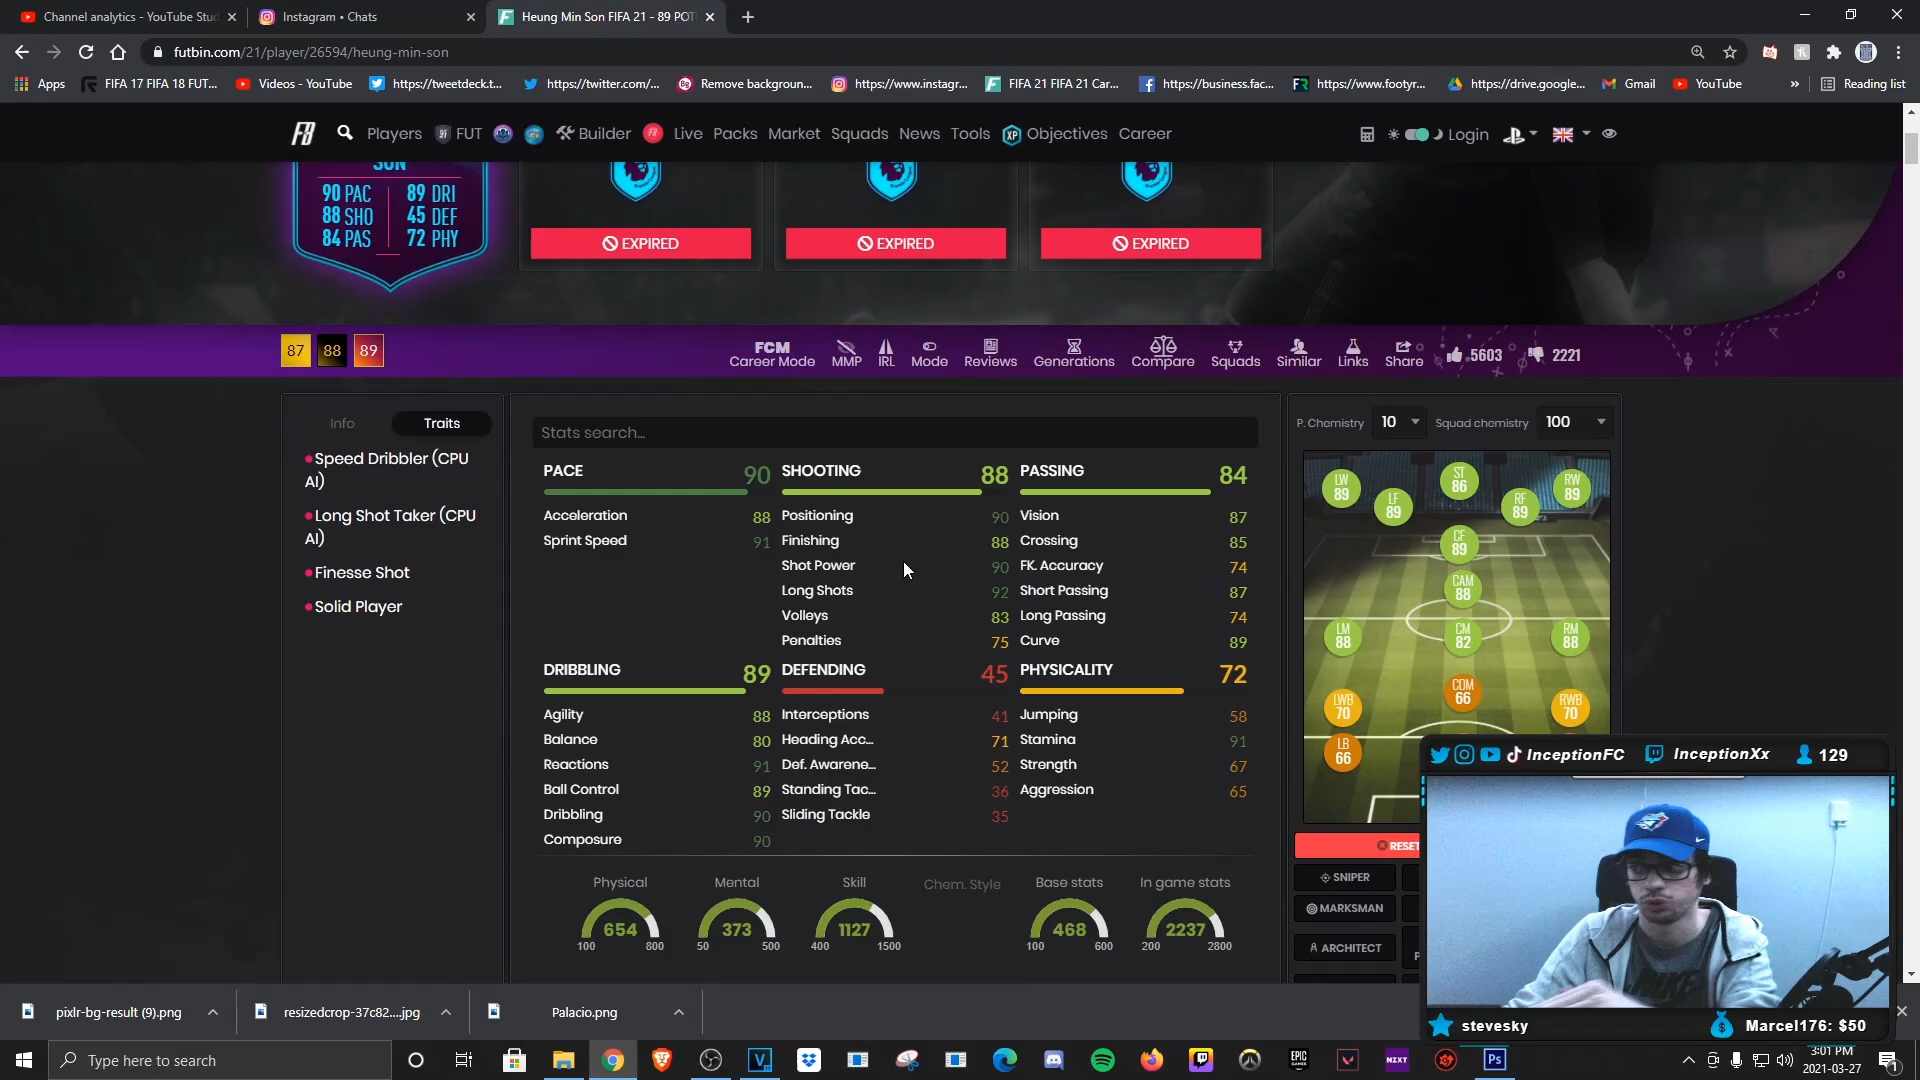 Channel analytics - YouTube Stud
Instagram • Chats
Heung Min Son FIFA 21 - 89 POT
futbin.com/21/player/26594/heung-min-son
Apps
FIFA 17 FIFA 18 FUT...
Videos - YouTube
https://tweetdeck.t...
https://twitter.com/...
Remove backgroun...
https://www.instagr...
FIFA 21 FIFA 21 Car...
https://business.fac...
https://www.footyr...
https://drive.google...
Gmail
YouTube
Reading list
Players
FUT
Builder
Live
Packs
Market
Squads
News
Tools
XP
Objectives
Career
Login
SON
90 PAC
89 DRI
88 SHO
45 DEF
84 PAS
72 PHY
EXPIRED
EXPIRED
EXPIRED
87
88
89
FCM
Career Mode
MMP
IRL
Mode
Reviews
Generations
Compare
Squads
Similar
Links
Share
5603
2221
Info
Traits
Speed Dribbler (CPU
AI)
Long Shot Taker (CPU
AI)
Finesse Shot
Solid Player
Stats search...
PACE 90
Acceleration 88
Sprint Speed 91
SHOOTING 88
Positioning 90
Finishing 88
Shot Power 90
Long Shots 92
Volleys 83
Penalties 75
PASSING 84
Vision 87
Crossing 85
FK. Accuracy 74
Short Passing 87
Long Passing 74
Curve 89
DRIBBLING 89
Agility 88
Balance 80
Reactions 91
Ball Control 89
Dribbling 90
Composure 90
DEFENDING 45
Interceptions 41
Heading Acc... 71
Def. Awarene... 52
Standing Tac... 36
Sliding Tackle 35
PHYSICALITY 72
Jumping 58
Stamina 91
Strength 67
Aggression 65
Physical
654
100 800
Mental
373
50 500
Skill
1127
400 1500
Chem. Style
Base stats
468
100 600
In game stats
2237
200 2800
P. Chemistry 10
Squad chemistry 100
LW
89
ST
86
RW
89
LF
89
RF
89
CF
89
CAM
88
LM
88
CM
82
RM
88
CDM
66
LWB
70
RWB
70
LB
66
RESET
SNIPER
MARKSMAN
ARCHITECT
InceptionFC
InceptionXx
129
stevesky
Marcel176: $50
pixlr-bg-result (9).png
resizedcrop-37c82....jpg
Palacio.png
Type here to search
EPIC
GAMES
NZXT
Ps
3:01 PM
2021-03-27